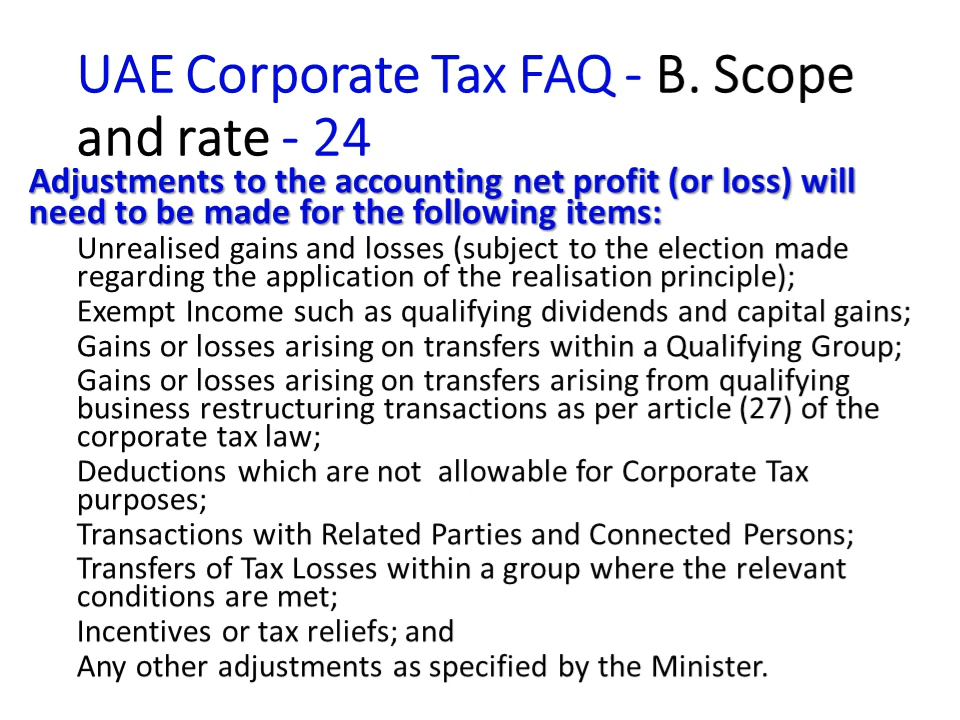 UAE Corporate Tax FAQ - B. Scope
and rate - 24
Adjustments to the accounting net profit (or loss) will
need to be made for the following items:
Unrealised gains and losses (subject to the election made
regarding the application of the realisation principle);
Exempt Income such as qualifying dividends and capital gains;
Gains or losses arising on transfers within a Qualifying Group;
Gains or losses arising on transfers arising from qualifying
business restructuring transactions as per article (27) of the
corporate tax law;
Deductions which are not  allowable for Corporate Tax
purposes;
Transactions with Related Parties and Connected Persons;
Transfers of Tax Losses within a group where the relevant
conditions are met;
Incentives or tax reliefs; and
Any other adjustments as specified by the Minister.